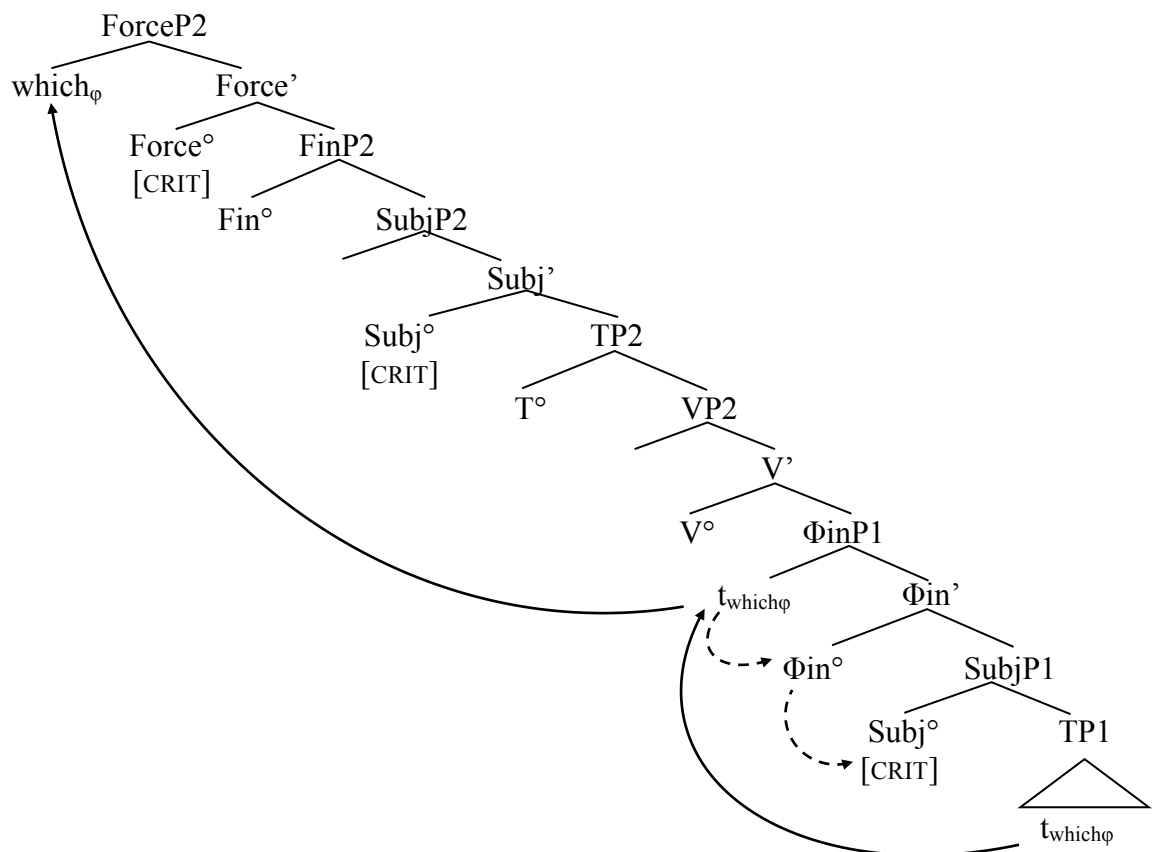 ForceP2
whichφ Force’
Force° FinP2
[CRIT]
Fin° SubjP2
Subj’
Subj° TP2
[CRIT]
T° VP2
V’
V° ΦinP1
twhichφ Φin’
Φin° SubjP1
Subj° TP1
[CRIT]
twhichφ